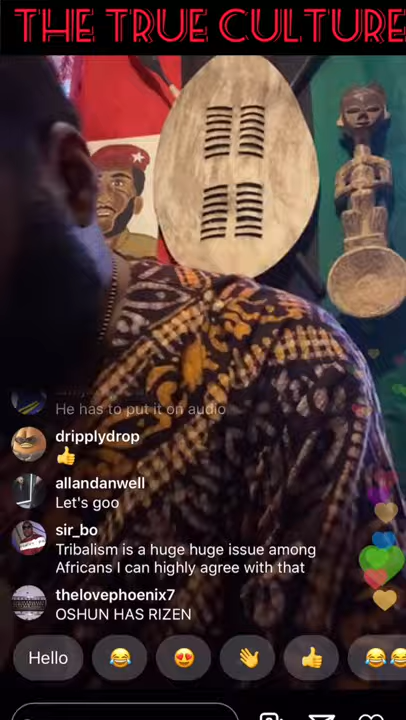 THE TRUE CULTURE
He has to put it on audio
dripplydrop
👍
allandanwell
Let's goo
sir_bo
Tribalism is a huge huge issue among
Africans I can highly agree with that
thelovephoenix7
OSHUN HAS RIZEN
Hello 😂 😍 👋 👍 😂😂